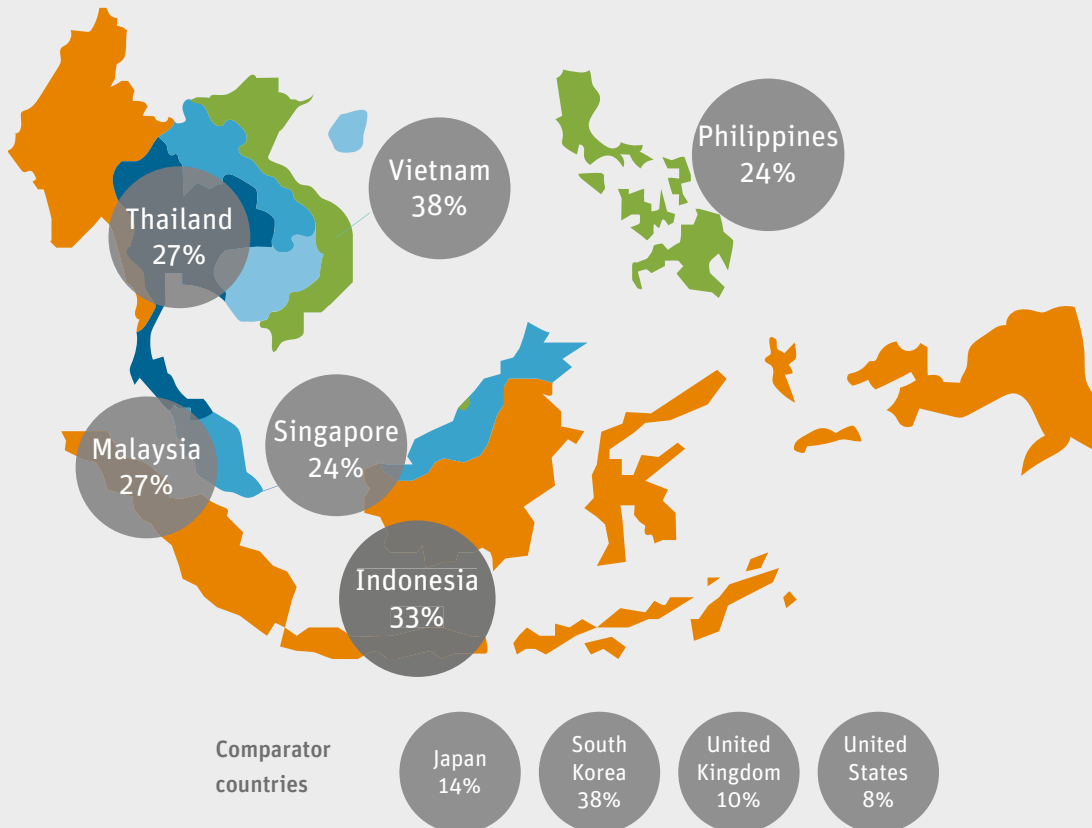 Philippines
24%
Vietnam
38%
Thailand
27%
Singapore
24%
Malaysia
27%
Indonesia
33%
Comparator
countries
Japan
14%
South
Korea
38%
United
Kingdom
10%
United
States
8%